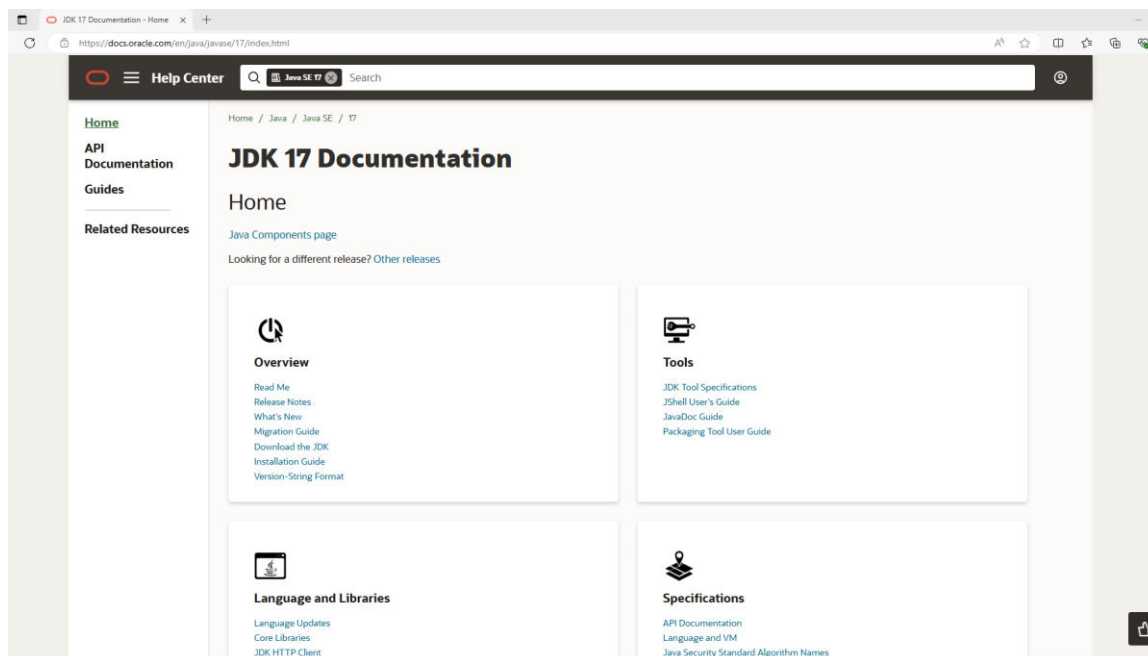 JDK 17 Documentation - Home
https://docs.oracle.com/en/java/javase/17/index.html
Help Center
Java SE 17
Search
Home
API
Documentation
Guides
Related Resources
Home / Java / Java SE / 17
JDK 17 Documentation
Home
Java Components page
Looking for a different release? Other releases
Overview
Read Me
Release Notes
What's New
Migration Guide
Download the JDK
Installation Guide
Version-String Format
Tools
JDK Tool Specifications
JShell User's Guide
JavaDoc Guide
Packaging Tool User Guide
Language and Libraries
Language Updates
Core Libraries
JDK HTTP Client
Specifications
API Documentation
Language and VM
Java Security Standard Algorithm Names